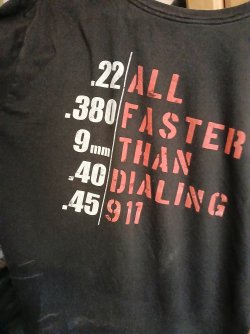 .22 ALL
.380 FASTER
9mm THAN
.40 DIALING
.45 911